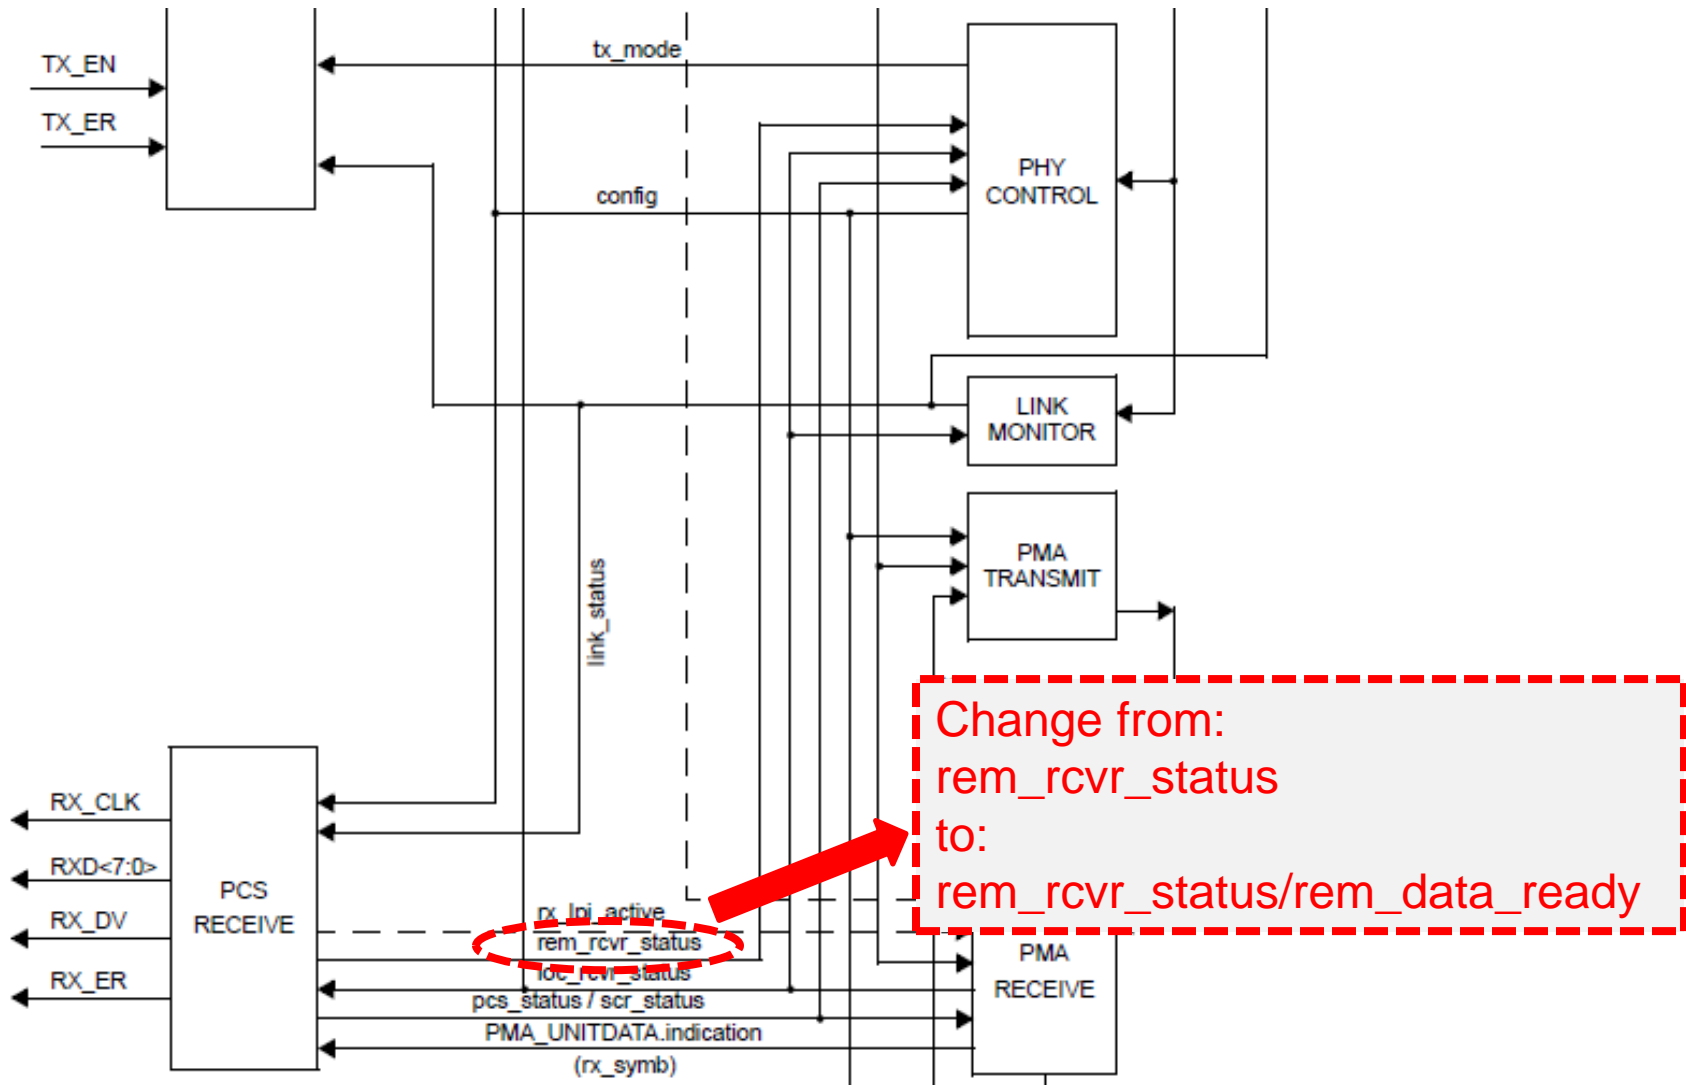 tx_mode
TX_EN
TX_ER
PHY
CONTROL
config
LINK
MONITOR
PMA
TRANSMIT
link_status
Change from:
rem_rcvr_status
to:
rem_rcvr_status/rem_data_ready
RX_CLK
RXD<7:0>
PCS
RECEIVE
RX_DV
rx_lpi_active
rem_rcvr_status
PMA
RECEIVE
RX_ER
loc_rcvr_status
pcs_status / scr_status
PMA_UNITDATA.indication
(rx_symb)